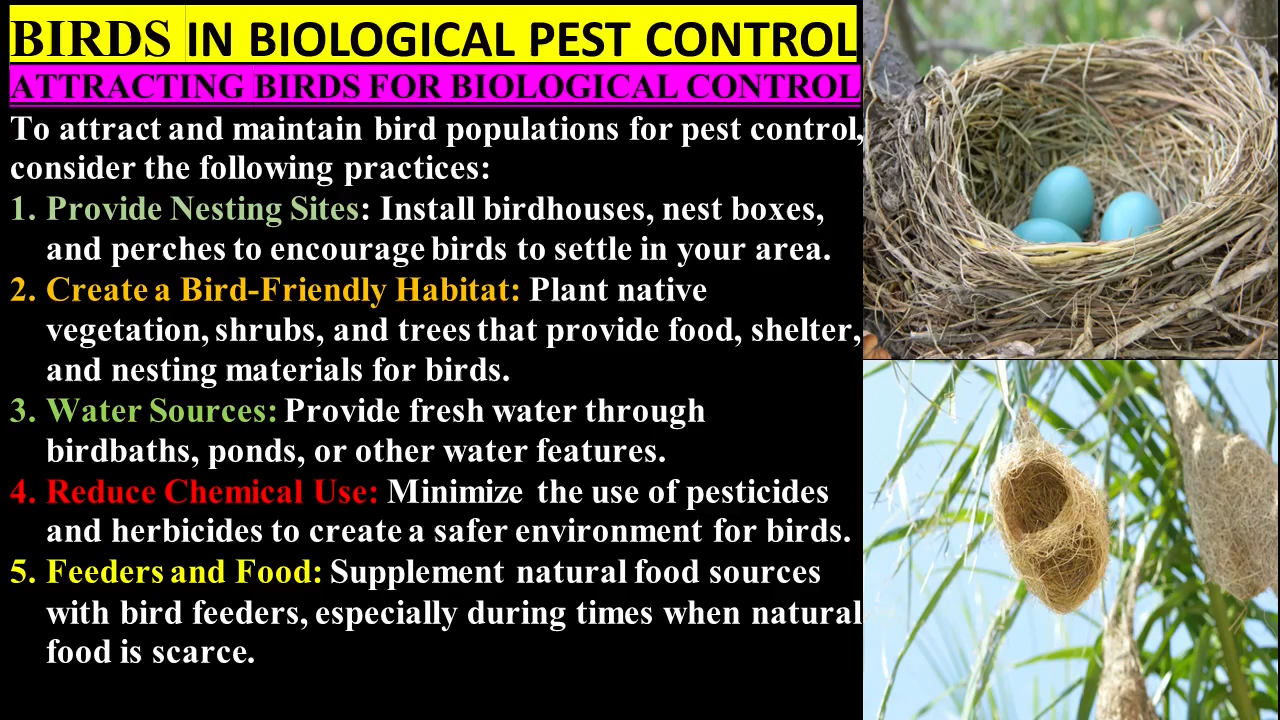 BIRDS IN BIOLOGICAL PEST CONTROL
ATTRACTING BIRDS FOR BIOLOGICAL CONTROL
To attract and maintain bird populations for pest control,
consider the following practices:
1. Provide Nesting Sites: Install birdhouses, nest boxes,
and perches to encourage birds to settle in your area.
2. Create a Bird-Friendly Habitat: Plant native
vegetation, shrubs, and trees that provide food, shelter,
and nesting materials for birds.
3. Water Sources: Provide fresh water through
birdbaths, ponds, or other water features.
4. Reduce Chemical Use: Minimize the use of pesticides
and herbicides to create a safer environment for birds.
5. Feeders and Food: Supplement natural food sources
with bird feeders, especially during times when natural
food is scarce.